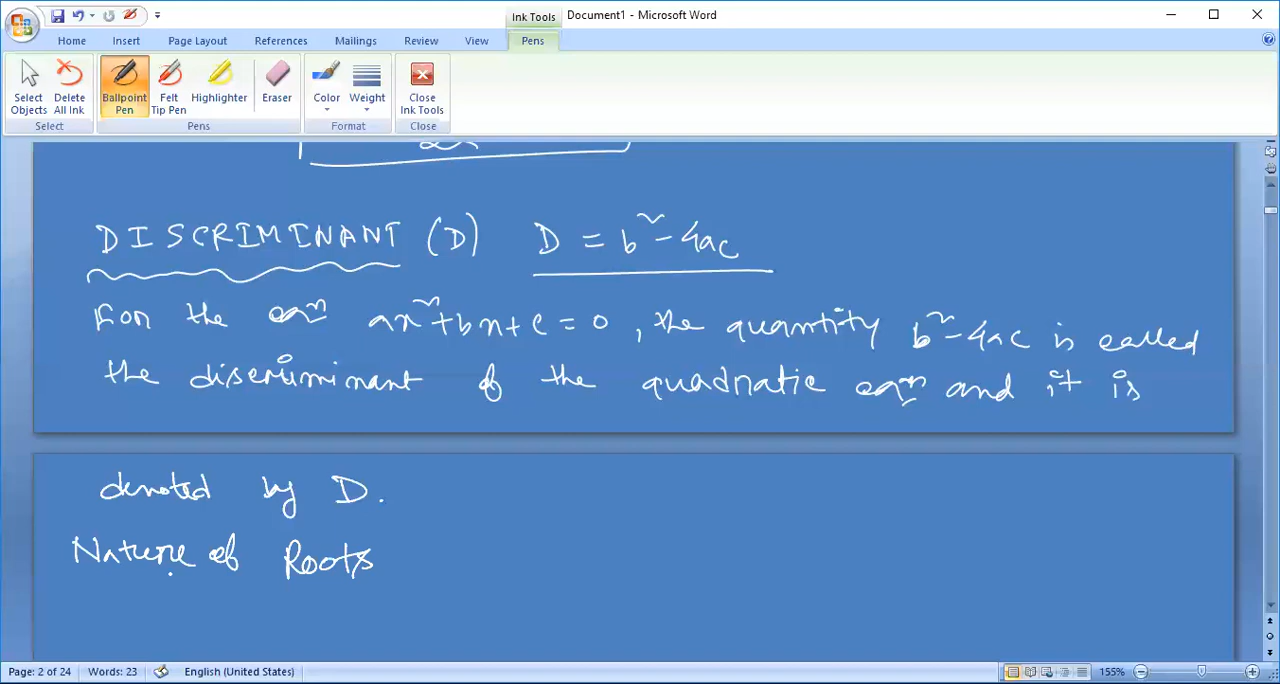 Ink Tools Document1 - Microsoft Word
Home Insert Page Layout References Mailings Review View Pens
Select Objects Delete All Ink Ballpoint Pen Felt Tip Pen Highlighter Eraser Color Weight Close Ink Tools
Select Pens Format Close
DISCRIMINANT (D) D = b² - 4ac
For the eqn ax² + bx + c = 0, the quantity b² - 4ac is called
the discriminant of the quadratic eqn and it is
denoted by D.
Nature of Roots
Page: 2 of 24 Words: 23 English (United States) 155%